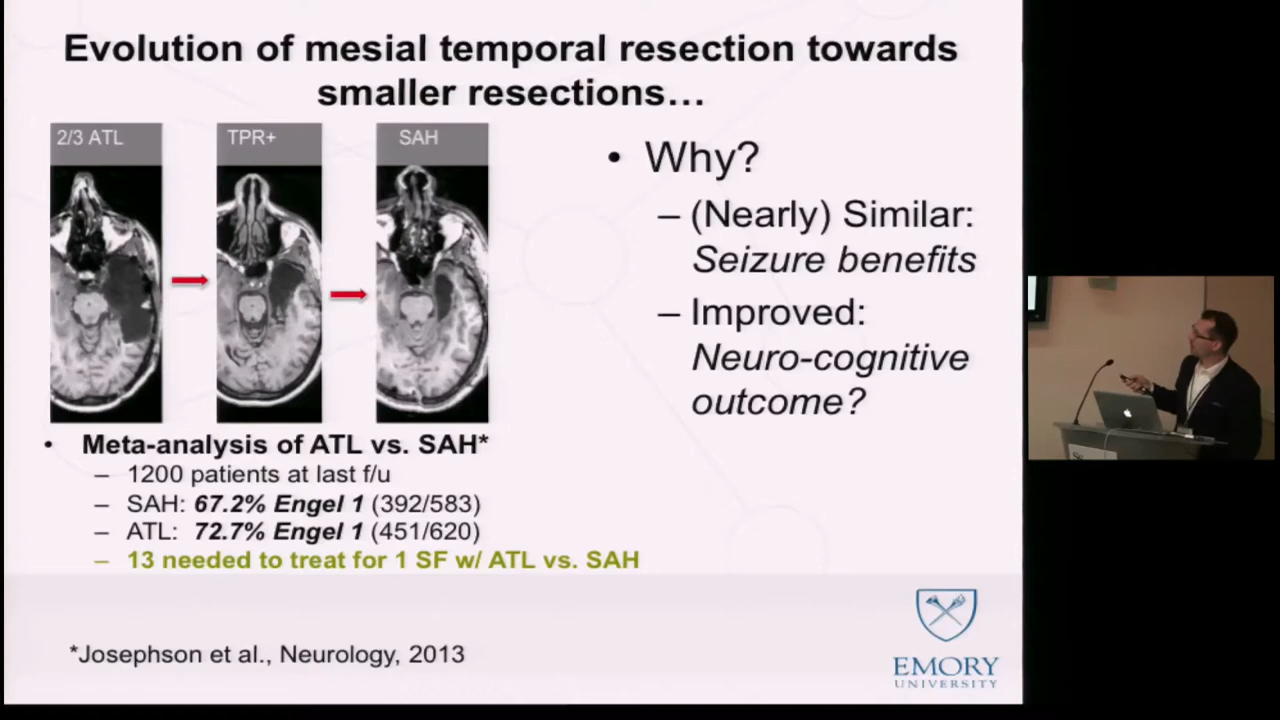 Evolution of mesial temporal resection towards
smaller resections…
2/3 ATL
TPR+
SAH
• Why?
– (Nearly) Similar:
Seizure benefits
– Improved:
Neuro-cognitive
outcome?
• Meta-analysis of ATL vs. SAH*
– 1200 patients at last f/u
– SAH: 67.2% Engel 1 (392/583)
– ATL: 72.7% Engel 1 (451/620)
– 13 needed to treat for 1 SF w/ ATL vs. SAH
*Josephson et al., Neurology, 2013
EMORY
UNIVERSITY